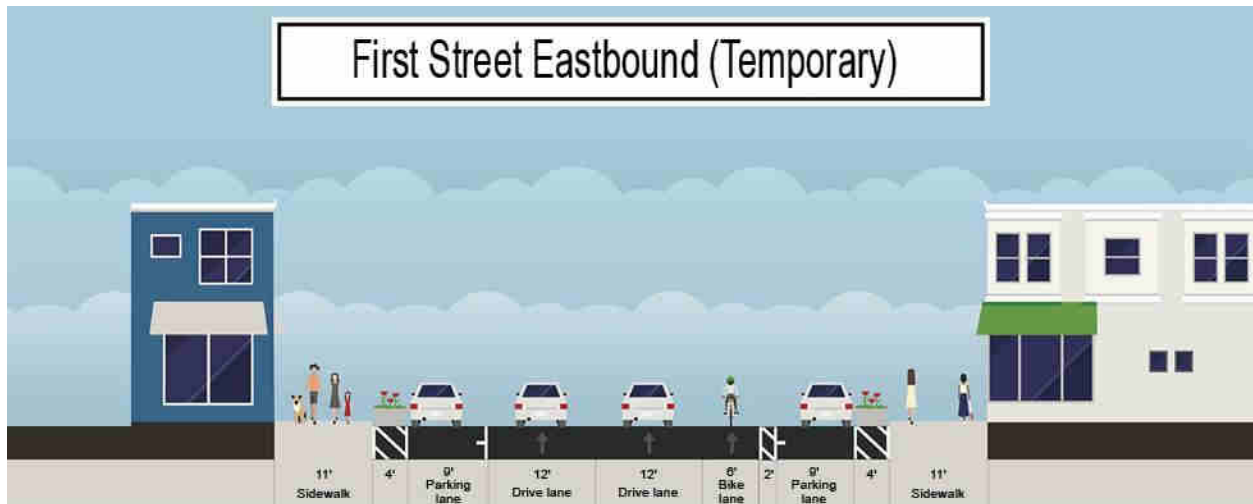 First Street Eastbound (Temporary)
11'
Sidewalk
4'
9'
Parking
lane
12'
Drive lane
12'
Drive lane
6'
Bike
lane
2'
9'
Parking
lane
4'
11'
Sidewalk